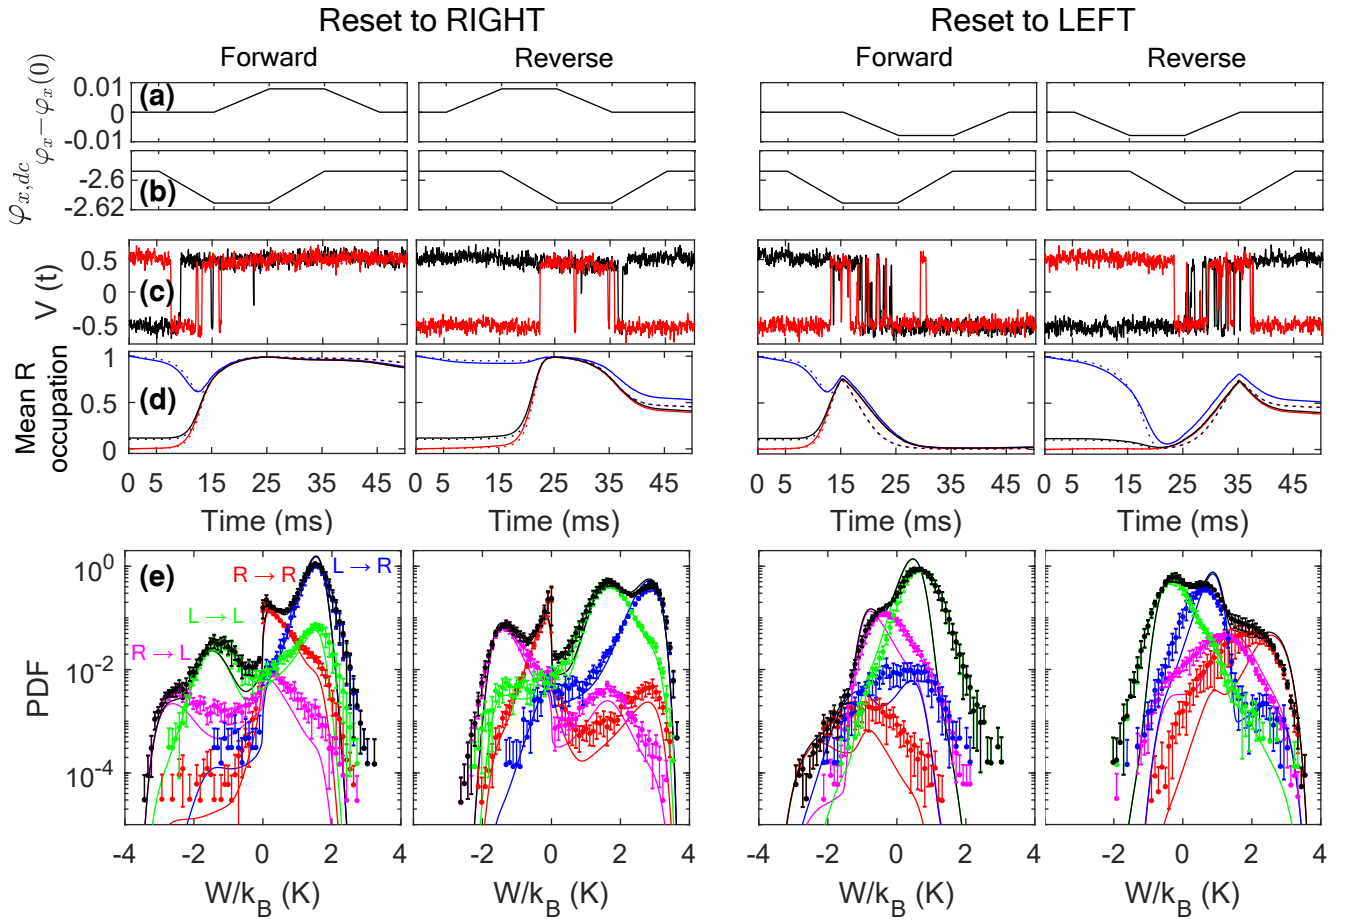 Reset to RIGHT Reset to LEFT
Forward Reverse Forward Reverse
φx − φx(0)
0.01
0
-0.01
(a)
φx,dc
-2.6
-2.62
(b)
V (t)
0.5
0
-0.5
(c)
Mean R
occupation
1
0.5
0
(d)
0 5 15 25 35 45 0 5 15 25 35 45 0 5 15 25 35 45 0 5 15 25 35 45
Time (ms) Time (ms) Time (ms) Time (ms)
PDF
10^0
10^-2
10^-4
(e)
L → R
R → R
L → L
R → L
-4 -2 0 2 4 -2 0 2 4 -2 0 2 4 -2 0 2 4
W/k_B (K) W/k_B (K) W/k_B (K) W/k_B (K)